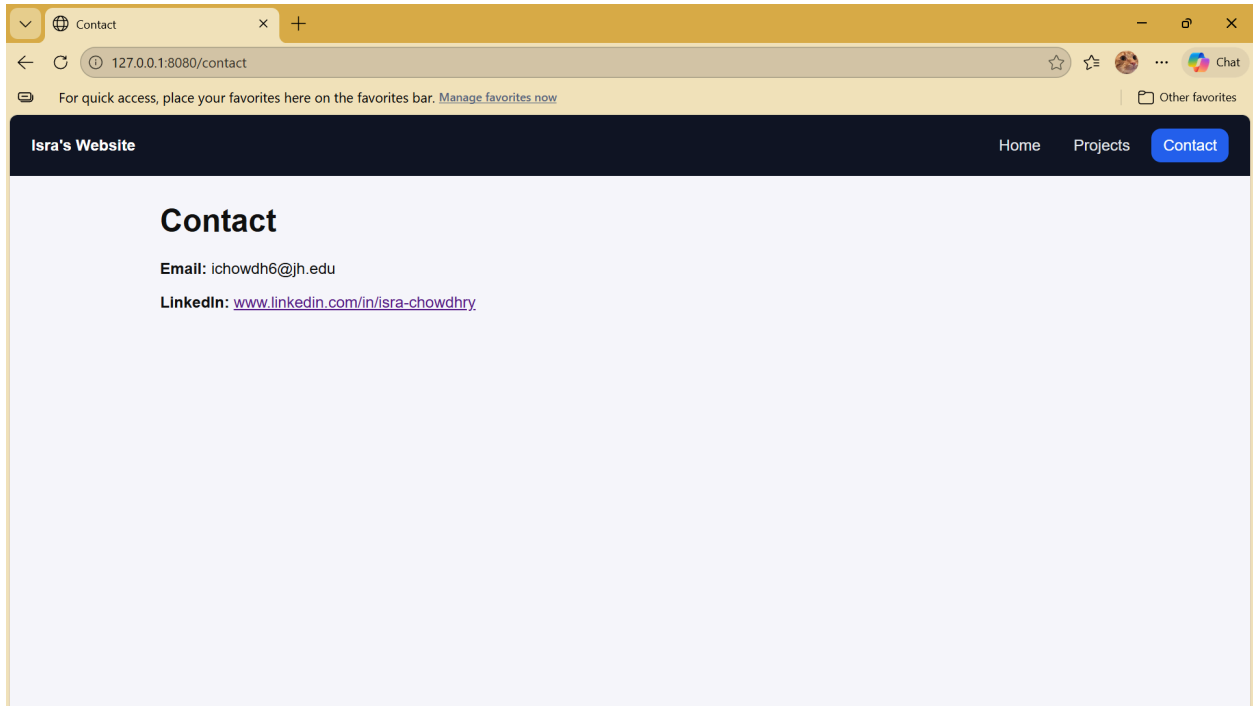 Contact
127.0.0.1:8080/contact
Chat
For quick access, place your favorites here on the favorites bar. Manage favorites now
Other favorites
Isra's Website
Home
Projects
Contact
Contact
Email: ichowdh6@jh.edu
LinkedIn: www.linkedin.com/in/isra-chowdhry